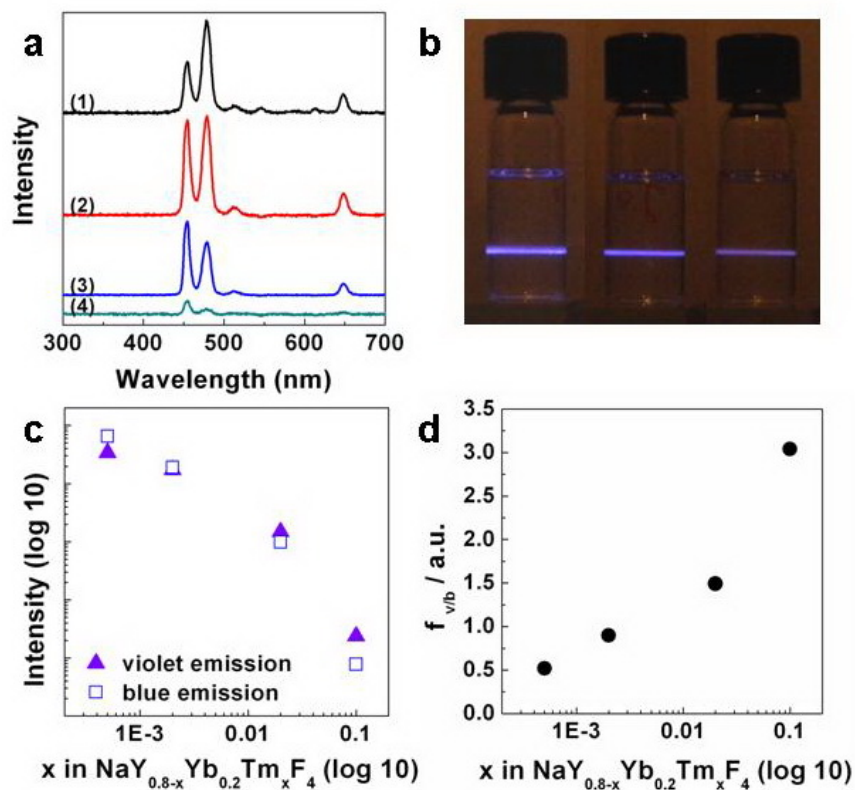 a
(1)
(2)
(3)
(4)
Intensity
300 400 500 600 700
Wavelength (nm)
b
c
Intensity (log 10)
violet emission
blue emission
1E-3 0.01 0.1
x in NaY0.8-xYb0.2TmxF4 (log 10)
d
f v/b / a.u.
3.5
3.0
2.5
2.0
1.5
1.0
0.5
0.0
1E-3 0.01 0.1
x in NaY0.8-xYb0.2TmxF4 (log 10)